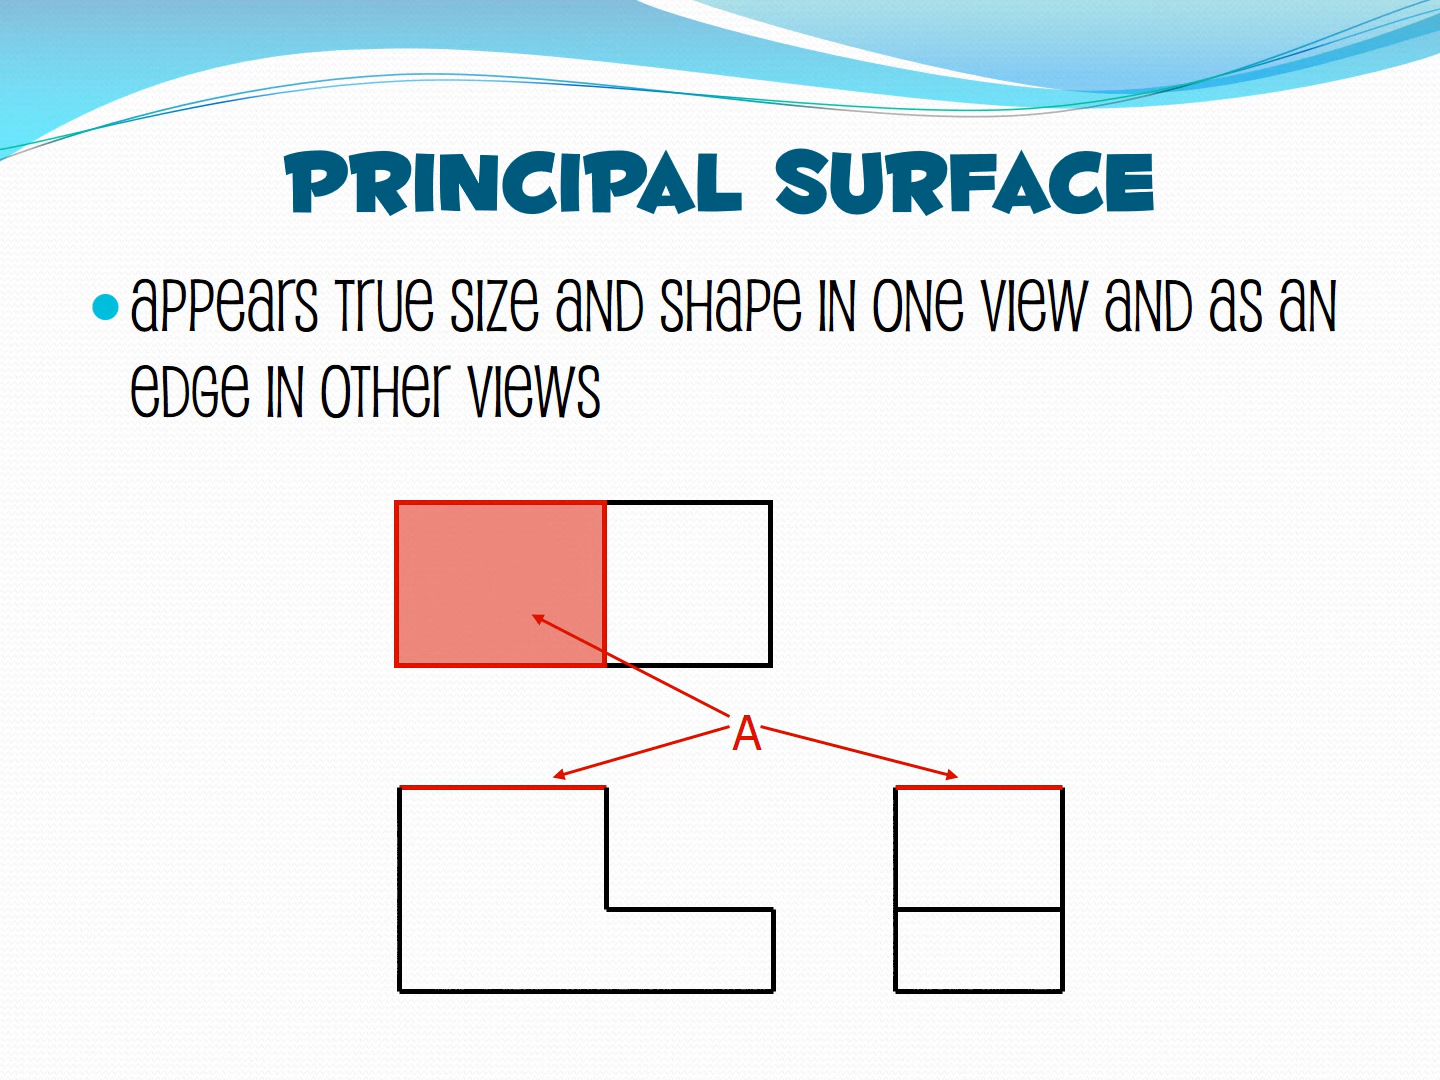 PRINCIPAL SURFACE
• appears true size and shape in one view and as an
edge in other views
A